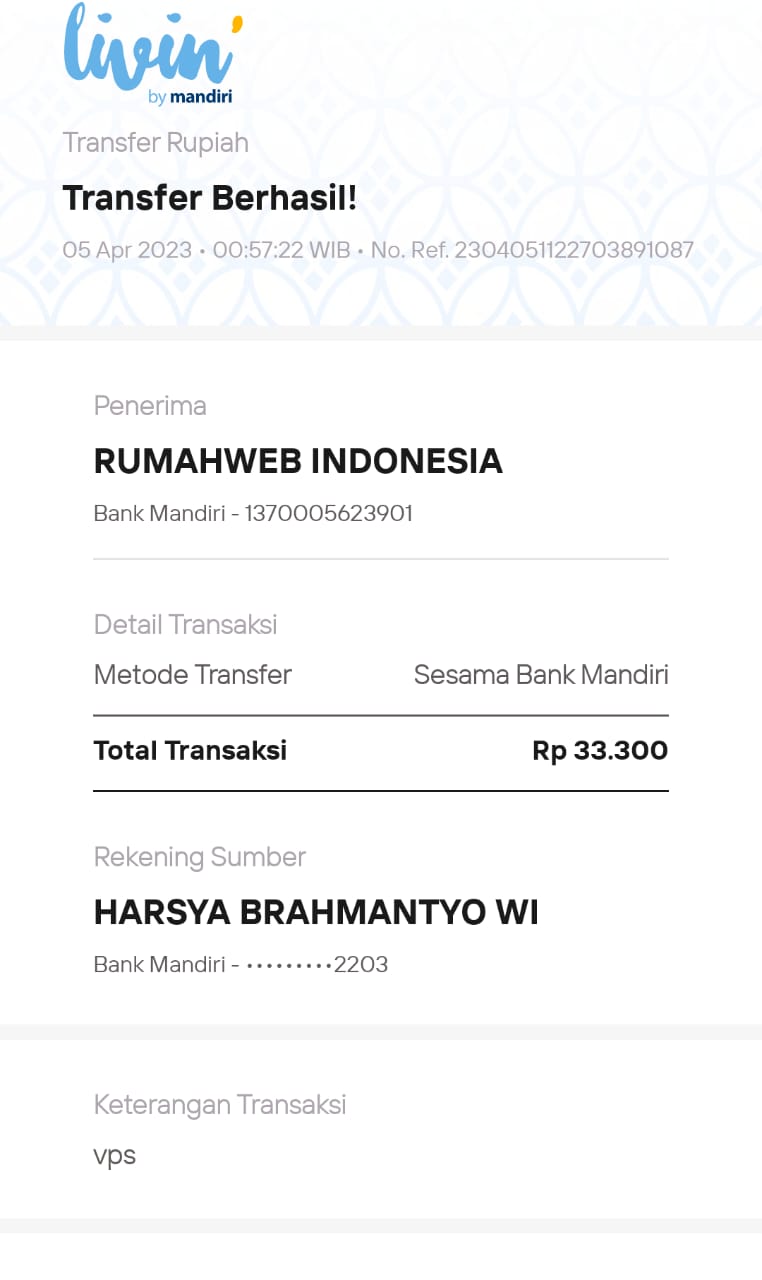 livin'
by mandiri
Transfer Rupiah
Transfer Berhasil!
05 Apr 2023 • 00:57:22 WIB • No. Ref. 2304051122703891087
Penerima
RUMAHWEB INDONESIA
Bank Mandiri - 1370005623901
Detail Transaksi
Metode Transfer Sesama Bank Mandiri
Total Transaksi Rp 33.300
Rekening Sumber
HARSYA BRAHMANTYO WI
Bank Mandiri - •••••••••2203
Keterangan Transaksi
vps